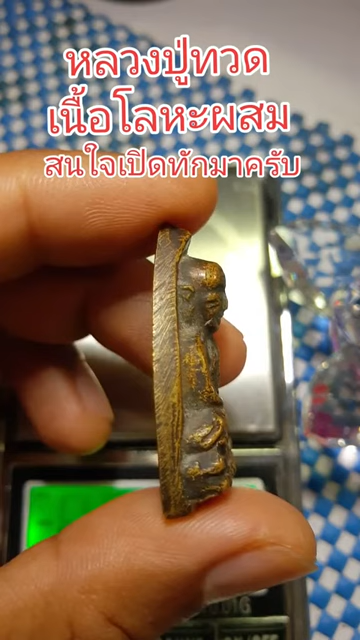 หลวงปู่ทวด
เนื้อโลหะผสม
สนใจเปิดทักมาครับ